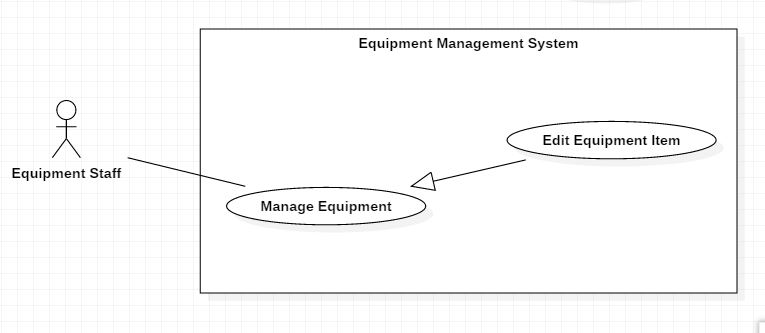 Equipment Management System
Edit Equipment Item
Equipment Staff
Manage Equipment